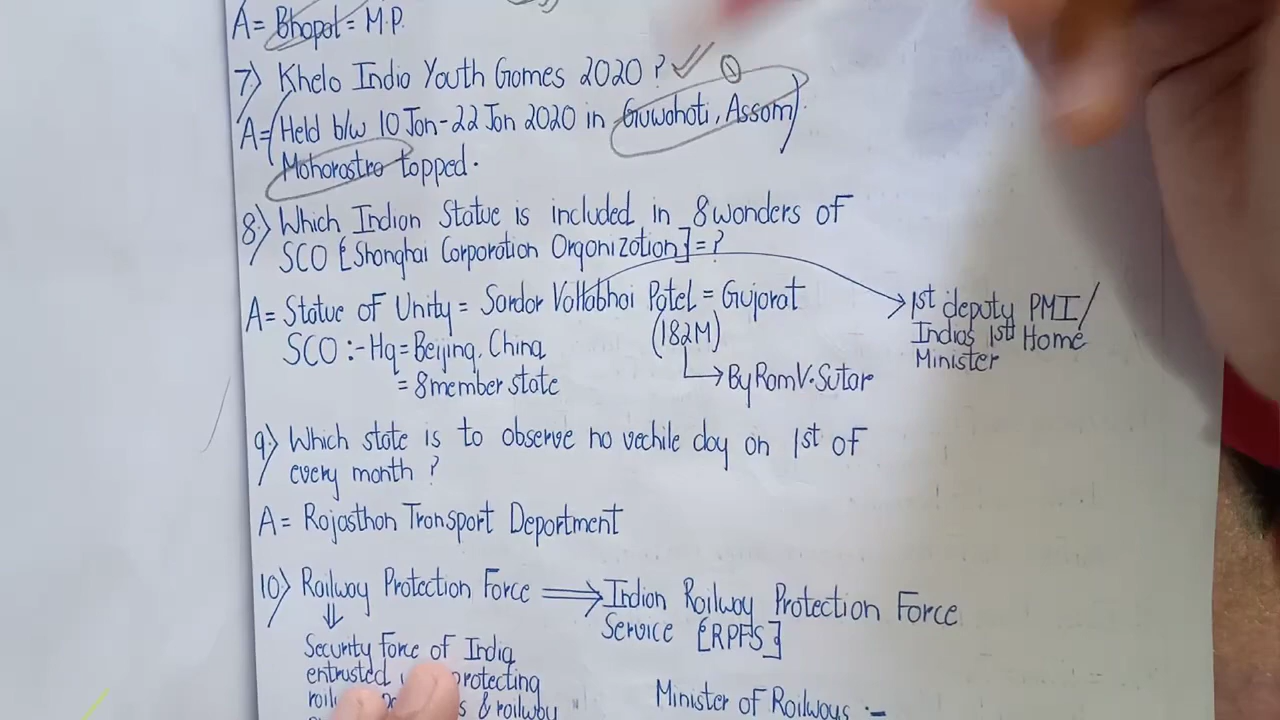 A= Bhopal = M.P.
7) Khelo India Youth Games 2020 ?
A= (Held b/w 10 Jan-22 Jan 2020 in Guwahati, Assam)
Maharastra topped.
8) Which Indian Statue is included in 8 wonders of
SCO [Shanghai Corporation Organization] = ?
A= Statue of Unity = Sardar Vallabhai Patel = Gujarat
(182M)
By Ram V. Sutar
1st deputy PMI/
Indias 1st Home
Minister
SCO :- Hq = Beijing, China
= 8 member state
9) Which state is to observe no vechile day on 1st of
every month ?
A= Rajasthan Transport Department
10) Railway Protection Force ⟹ Indian Railway Protection Force
Service [RPFS]
Security Force of India
entrusted protecting
& railway
Minister of Railways :-